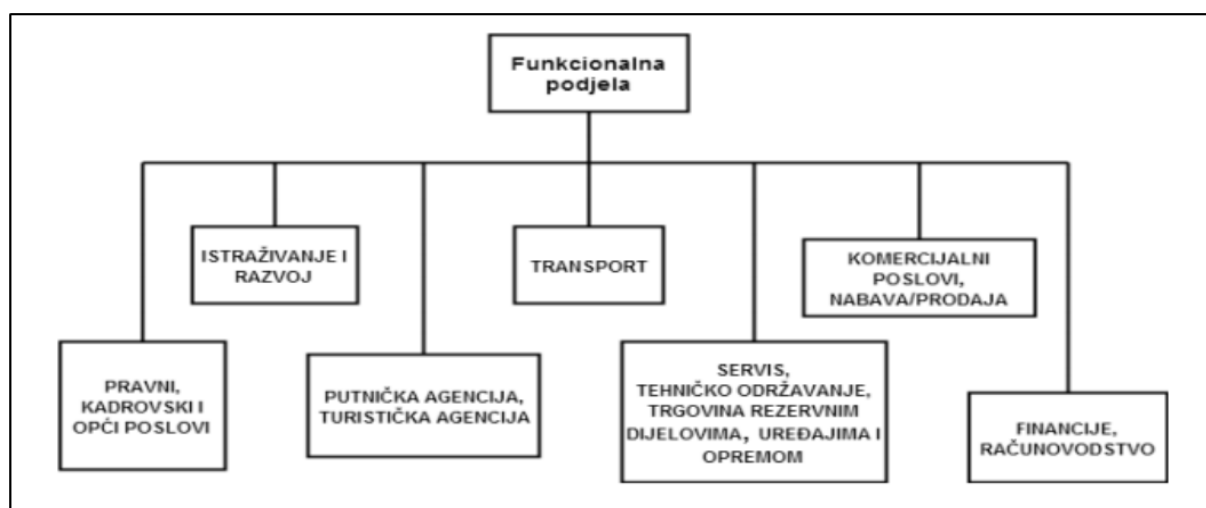 Funkcionalna
podjela
ISTRAŽIVANJE I
RAZVOJ
TRANSPORT
KOMERCIJALNI
POSLOVI,
NABAVA/PRODAJA
PRAVNI,
KADROVSKI I
OPĆI POSLOVI
PUTNIČKA AGENCIJA,
TURISTIČKA AGENCIJA
SERVIS,
TEHNIČKO ODRŽAVANJE,
TRGOVINA REZERVNIM
DIJELOVIMA, UREĐAJIMA I
OPREMOM
FINANCIJE,
RAČUNOVODSTVO